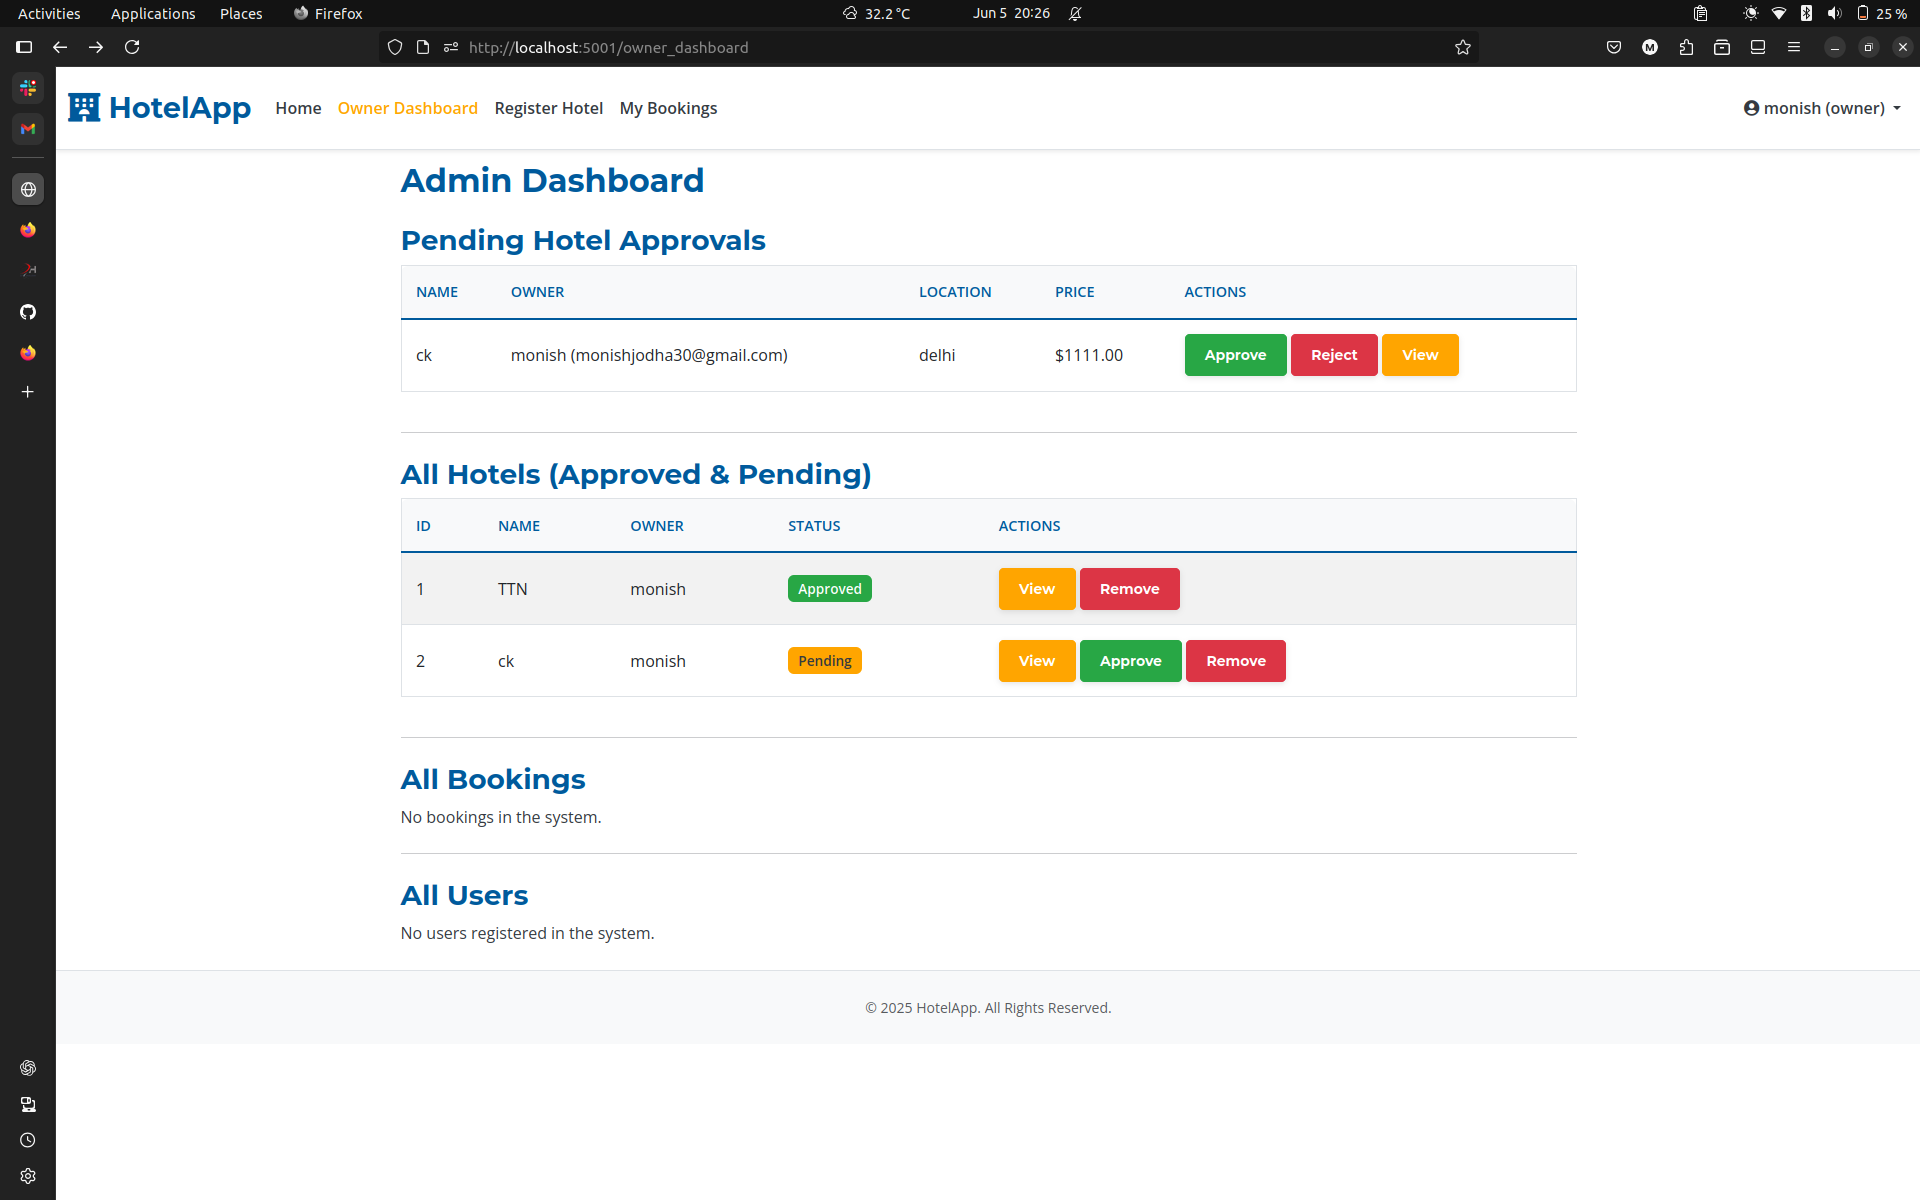 Activities Applications Places Firefox 32.2 °C Jun 5 20:26 25 %
http://localhost:5001/owner_dashboard M
HotelApp Home Owner Dashboard Register Hotel My Bookings monish (owner)
Admin Dashboard
Pending Hotel Approvals
NAME OWNER LOCATION PRICE ACTIONS
ck monish (monishjodha30@gmail.com) delhi $1111.00 Approve Reject View
All Hotels (Approved & Pending)
ID NAME OWNER STATUS ACTIONS
1 TTN monish Approved View Remove
2 ck monish Pending View Approve Remove
All Bookings
No bookings in the system.
All Users
No users registered in the system.
© 2025 HotelApp. All Rights Reserved.